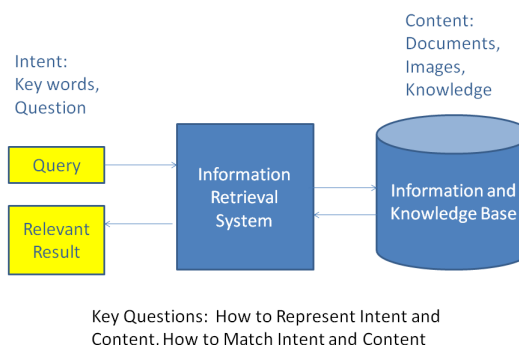 Intent:
Key words,
Question
Content:
Documents,
Images,
Knowledge
Query
Relevant
Result
Information
Retrieval
System
Information and
Knowledge Base
Key Questions: How to Represent Intent and
Content, How to Match Intent and Content